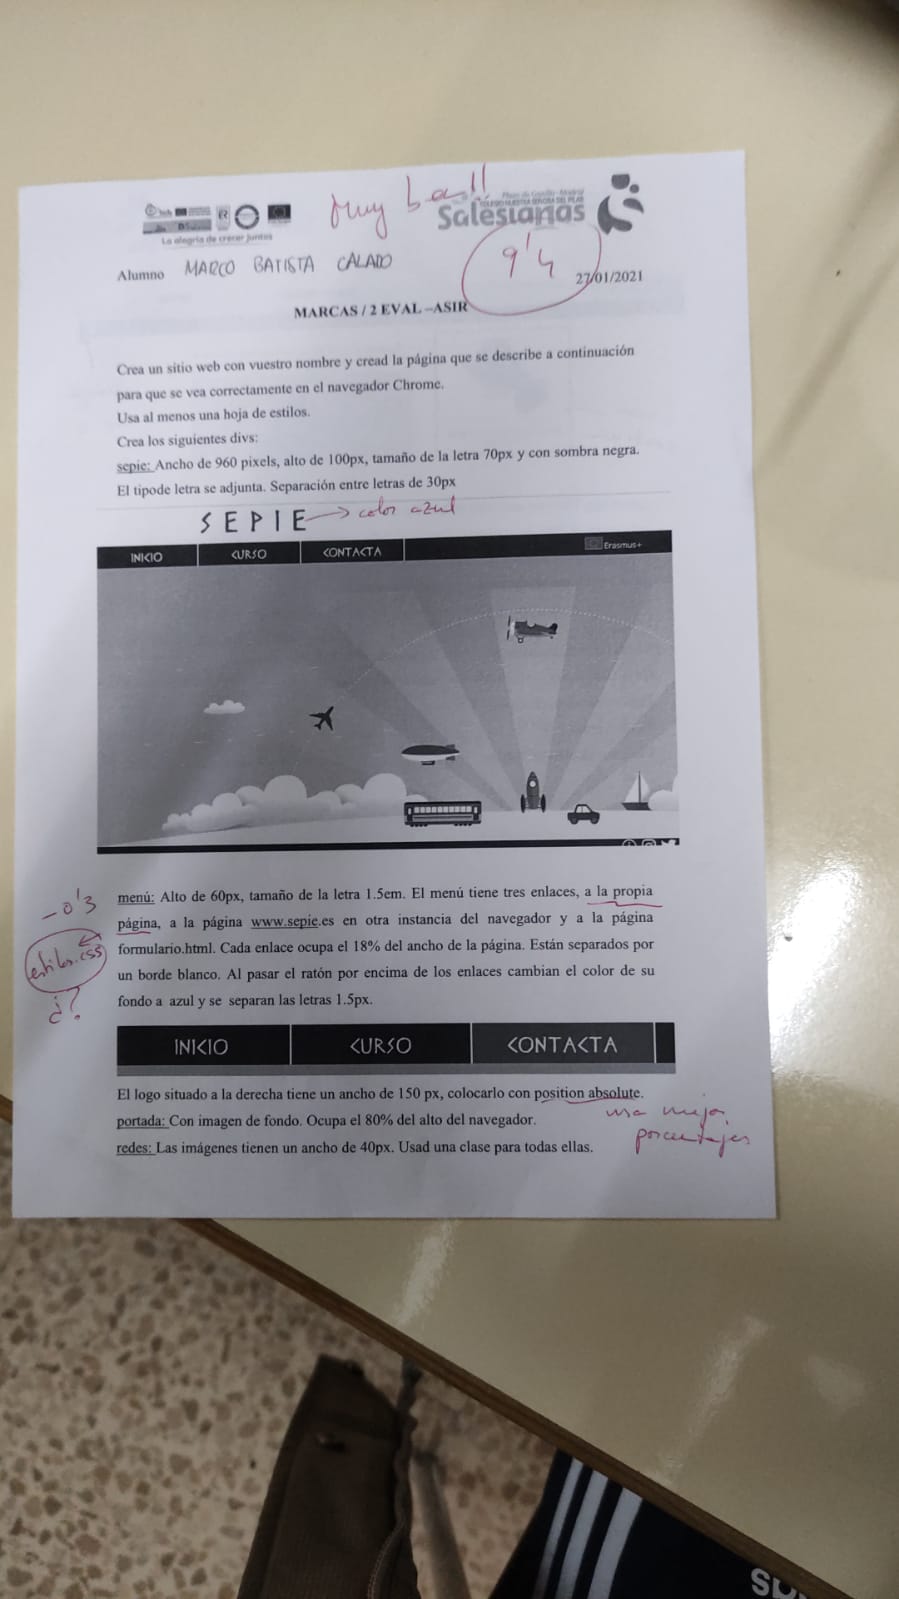 Muy bien!!
La alegría de crecer juntos
Salesianas
9'4
Alumno MARCO BATISTA CALADO
27/01/2021
MARCAS / 2 EVAL –ASIR
Crea un sitio web con vuestro nombre y cread la página que se describe a continuación
para que se vea correctamente en el navegador Chrome.
Usa al menos una hoja de estilos.
Crea los siguientes divs:
sepie: Ancho de 960 pixels, alto de 100px, tamaño de la letra 70px y con sombra negra.
El tipode letra se adjunta. Separación entre letras de 30px
SEPIE → color azul
INICIO CURSO CONTACTA Erasmus+
menú: Alto de 60px, tamaño de la letra 1.5em. El menú tiene tres enlaces, a la propia
página, a la página www.sepie.es en otra instancia del navegador y a la página
formulario.html. Cada enlace ocupa el 18% del ancho de la página. Están separados por
un borde blanco. Al pasar el ratón por encima de los enlaces cambian el color de su
fondo a azul y se separan las letras 1.5px.
-0'3
estilos.css
¿?
INICIO CURSO CONTACTA
El logo situado a la derecha tiene un ancho de 150 px, colocarlo con position absolute.
portada: Con imagen de fondo. Ocupa el 80% del alto del navegador.
redes: Las imágenes tienen un ancho de 40px. Usad una clase para todas ellas.
usa mejor
porcentajes